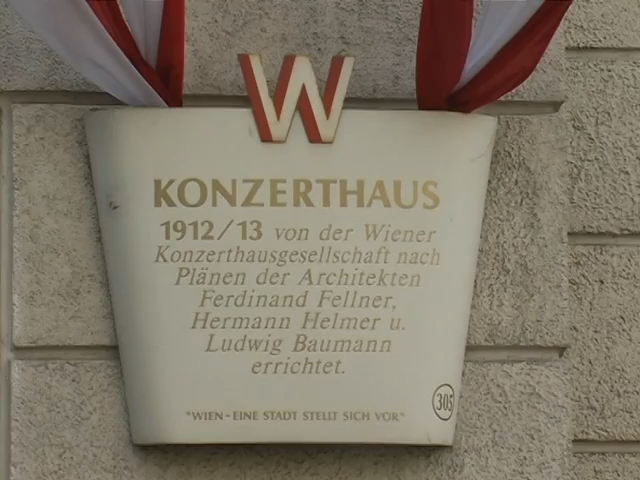 W
KONZERTHAUS
1912/13 von der Wiener
Konzerthausgesellschaft nach
Plänen der Architekten
Ferdinand Fellner,
Hermann Helmer u.
Ludwig Baumann
errichtet.
"WIEN-EINE STADT STELLT SICH VOR"
305